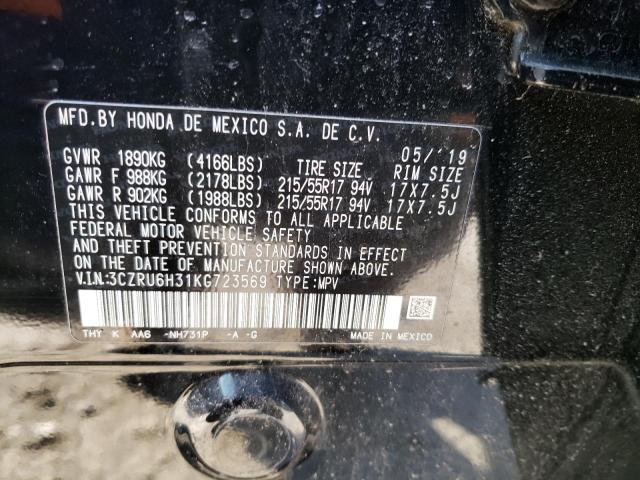 MFD.BY HONDA DE MEXICO S.A. DE C.V.
05/'19
GVWR 1890KG (4166LBS) TIRE SIZE RIM SIZE
GAWR F 988KG (2178LBS) 215/55R17 94V 17X7.5J
GAWR R 902KG (1988LBS) 215/55R17 94V 17X7.5J
THIS VEHICLE CONFORMS TO ALL APPLICABLE
FEDERAL MOTOR VEHICLE SAFETY
AND THEFT PREVENTION STANDARDS IN EFFECT
ON THE DATE OF MANUFACTURE SHOWN ABOVE.
V.I.N:3CZRU6H31KG723569 TYPE:MPV
THY K AA6 -NH731P -A -G MADE IN MEXICO